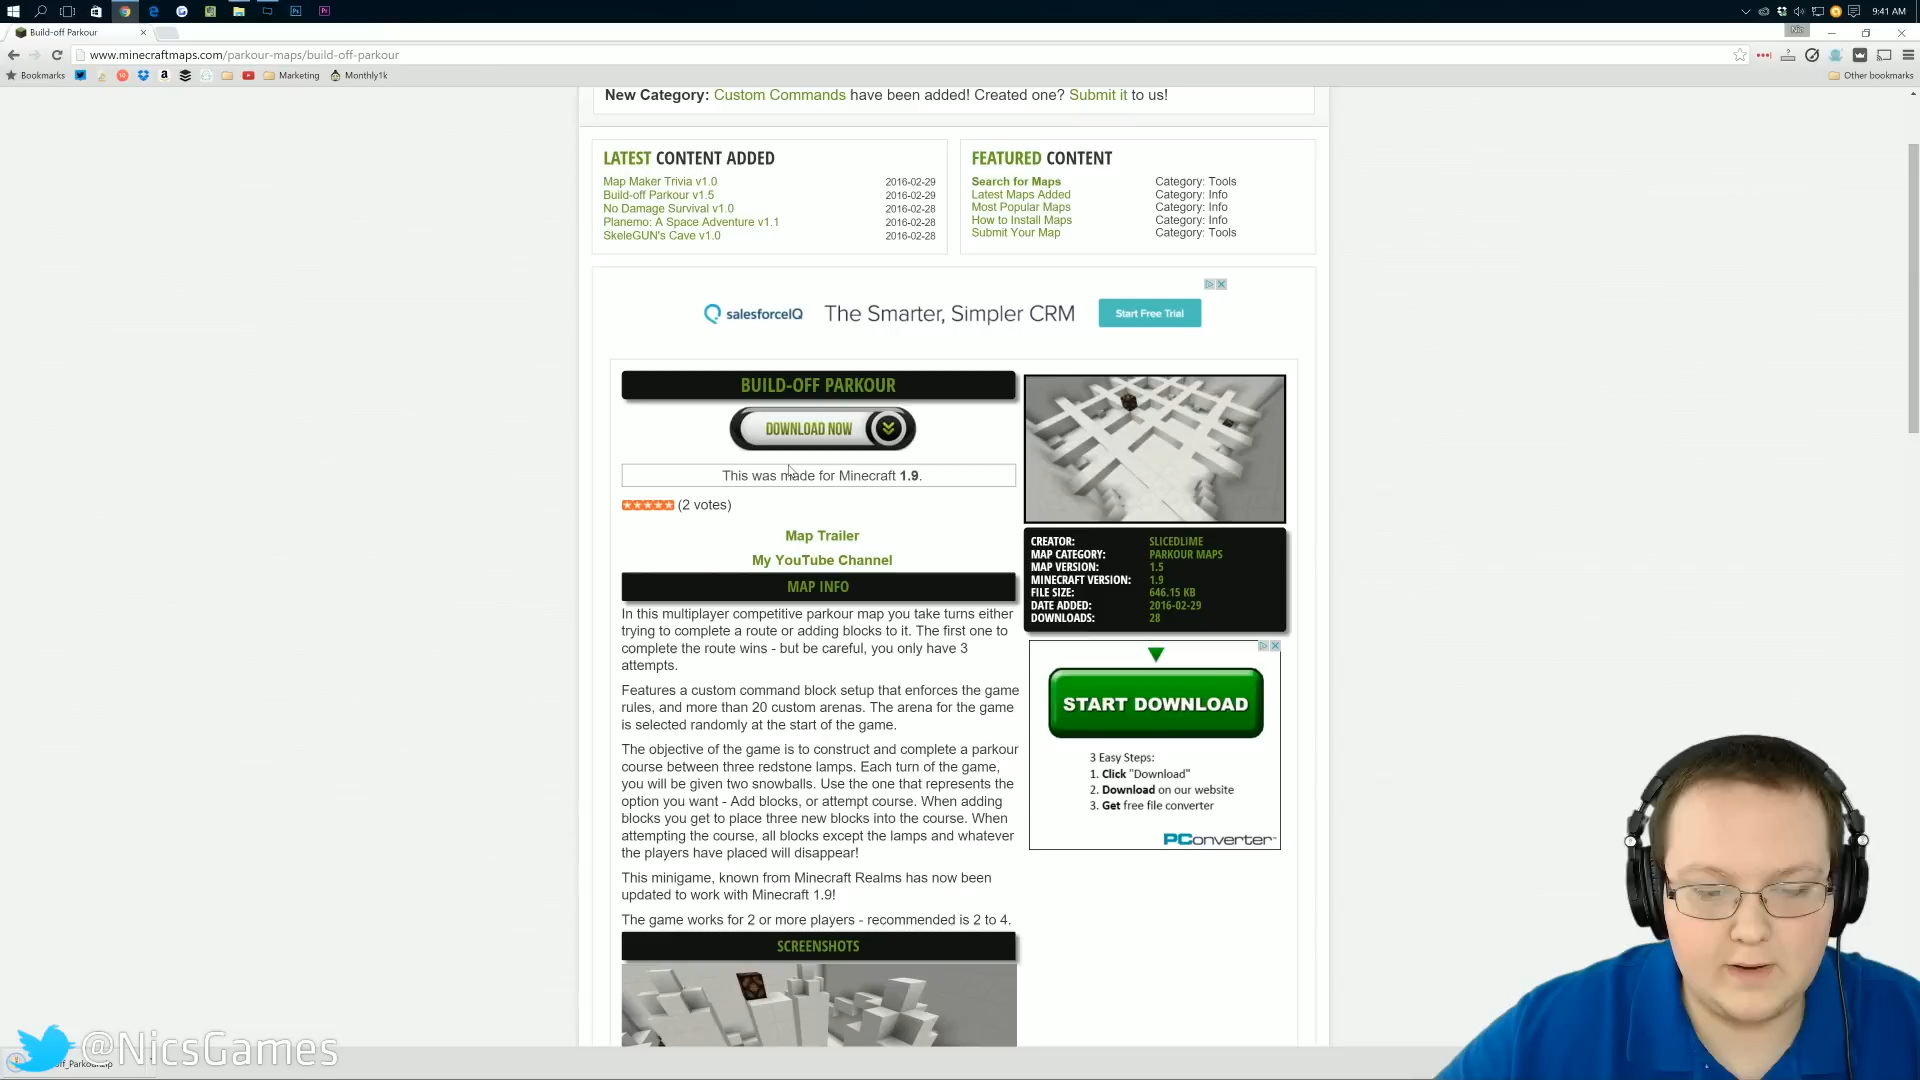 9:41 AM
Build-off Parkour
Nic
www.minecraftmaps.com/parkour-maps/build-off-parkour
Bookmarks
Marketing
Monthly1k
Other bookmarks
New Category: Custom Commands have been added! Created one? Submit it to us!
LATEST CONTENT ADDED
Map Maker Trivia v1.0 2016-02-29
Build-off Parkour v1.5 2016-02-29
No Damage Survival v1.0 2016-02-28
Planemo: A Space Adventure v1.1 2016-02-28
SkeleGUN's Cave v1.0 2016-02-28
FEATURED CONTENT
Search for Maps Category: Tools
Latest Maps Added Category: Info
Most Popular Maps Category: Info
How to Install Maps Category: Info
Submit Your Map Category: Tools
salesforceIQ The Smarter, Simpler CRM Start Free Trial
BUILD-OFF PARKOUR
DOWNLOAD NOW
This was made for Minecraft 1.9.
(2 votes)
Map Trailer
My YouTube Channel
MAP INFO
In this multiplayer competitive parkour map you take turns either
trying to complete a route or adding blocks to it. The first one to
complete the route wins - but be careful, you only have 3
attempts.
Features a custom command block setup that enforces the game
rules, and more than 20 custom arenas. The arena for the game
is selected randomly at the start of the game.
The objective of the game is to construct and complete a parkour
course between three redstone lamps. Each turn of the game,
you will be given two snowballs. Use the one that represents the
option you want - Add blocks, or attempt course. When adding
blocks you get to place three new blocks into the course. When
attempting the course, all blocks except the lamps and whatever
the players have placed will disappear!
This minigame, known from Minecraft Realms has now been
updated to work with Minecraft 1.9!
The game works for 2 or more players - recommended is 2 to 4.
SCREENSHOTS
CREATOR: SLICEDLIME
MAP CATEGORY: PARKOUR MAPS
MAP VERSION: 1.5
MINECRAFT VERSION: 1.9
FILE SIZE: 646.15 KB
DATE ADDED: 2016-02-29
DOWNLOADS: 28
START DOWNLOAD
3 Easy Steps:
1. Click "Download"
2. Download on our website
3. Get free file converter
PConverter
@NicsGames